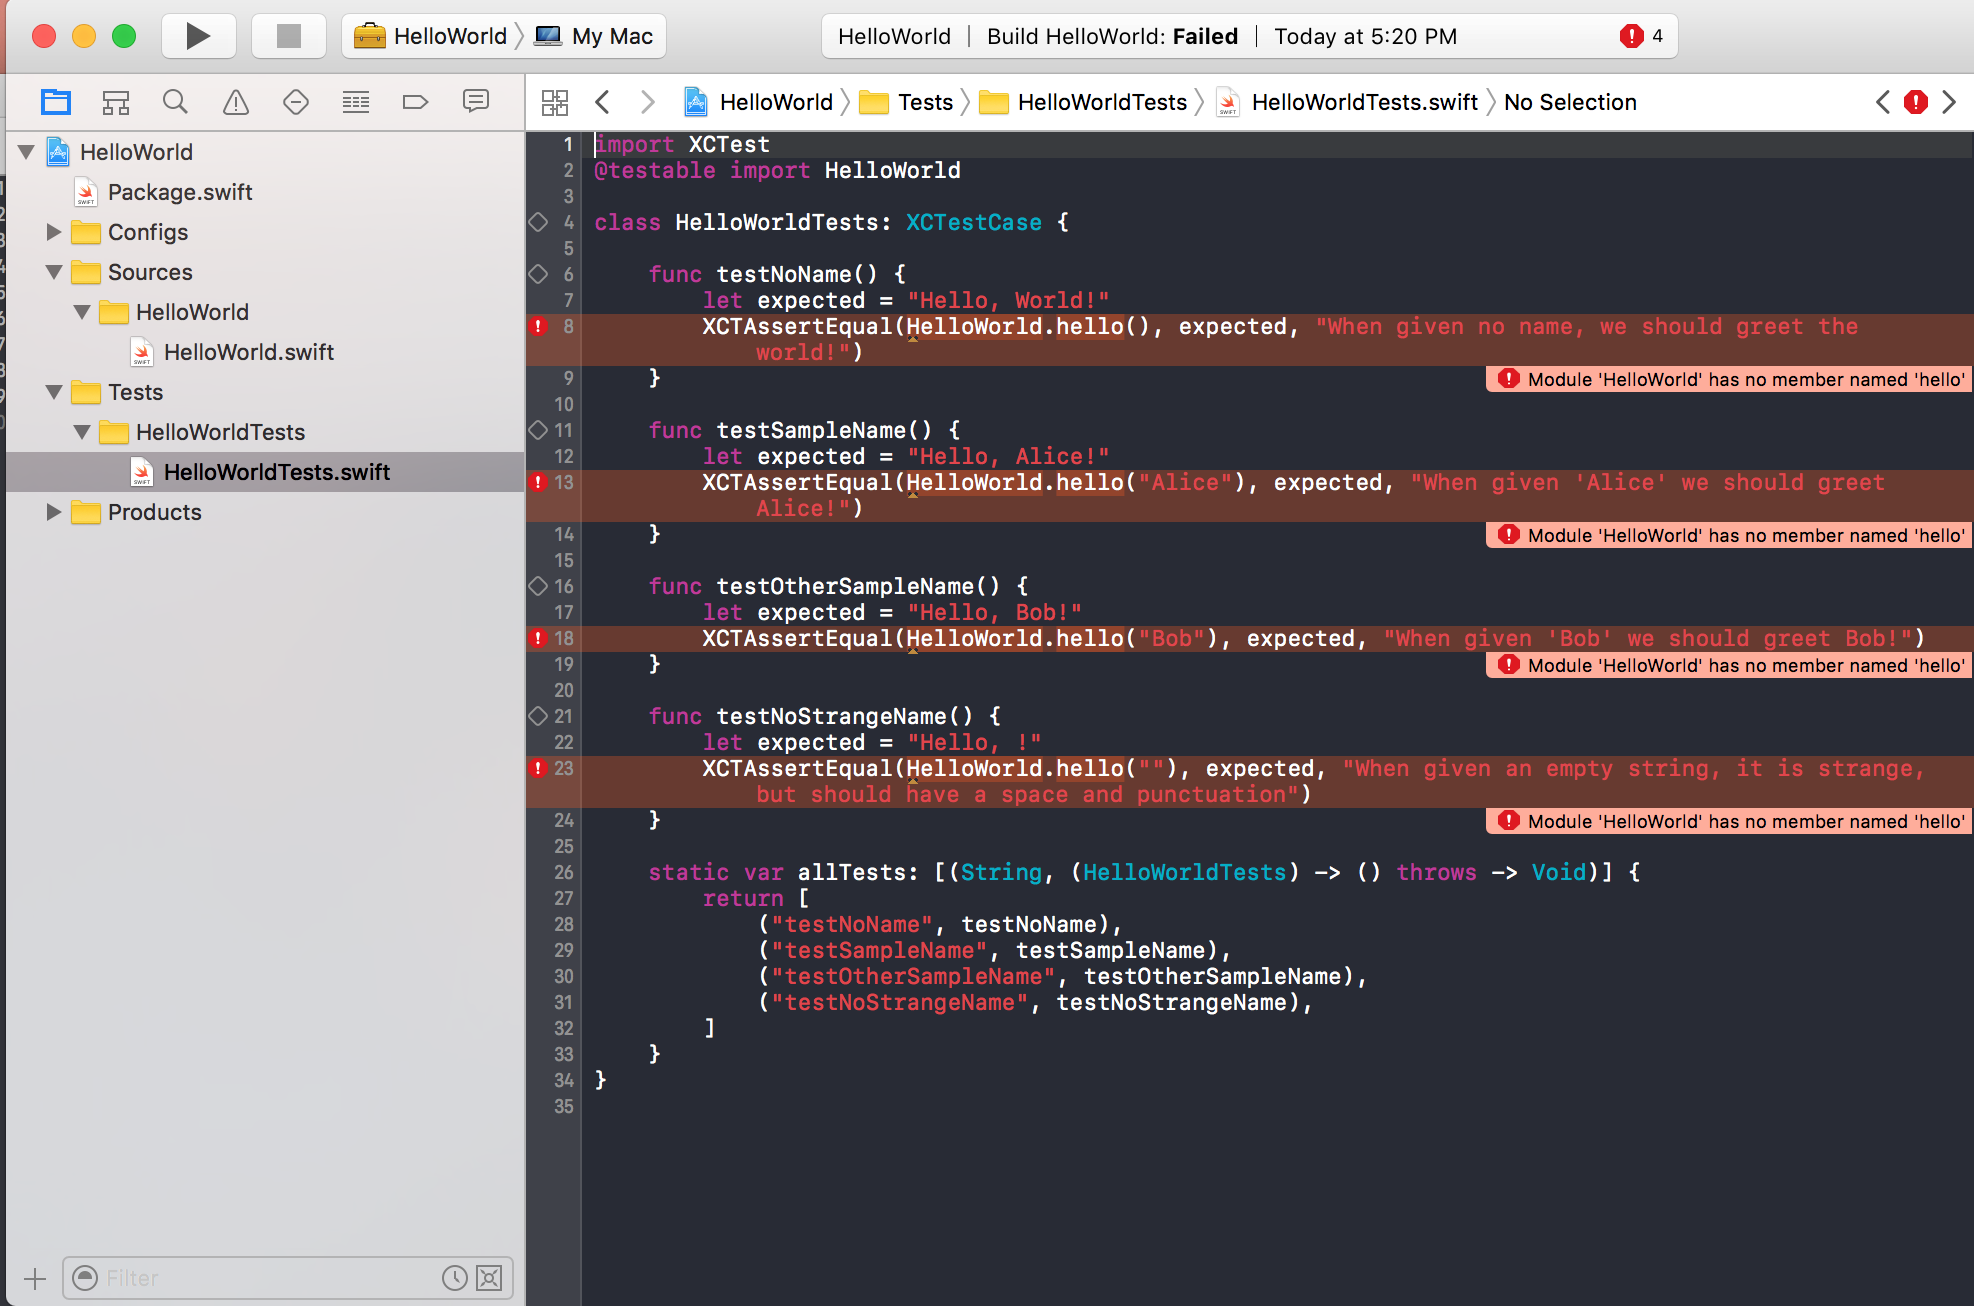 HelloWorld My Mac
HelloWorld | Build HelloWorld: Failed | Today at 5:20 PM
4
HelloWorld
Package.swift
Configs
Sources
HelloWorld
HelloWorld.swift
Tests
HelloWorldTests
HelloWorldTests.swift
Products
Filter
HelloWorld Tests HelloWorldTests HelloWorldTests.swift No Selection
1 import XCTest
2 @testable import HelloWorld
3
4 class HelloWorldTests: XCTestCase {
5
6 func testNoName() {
7 let expected = "Hello, World!"
8 XCTAssertEqual(HelloWorld.hello(), expected, "When given no name, we should greet the
world!")
9 }
Module 'HelloWorld' has no member named 'hello'
10
11 func testSampleName() {
12 let expected = "Hello, Alice!"
13 XCTAssertEqual(HelloWorld.hello("Alice"), expected, "When given 'Alice' we should greet
Alice!")
14 }
Module 'HelloWorld' has no member named 'hello'
15
16 func testOtherSampleName() {
17 let expected = "Hello, Bob!"
18 XCTAssertEqual(HelloWorld.hello("Bob"), expected, "When given 'Bob' we should greet Bob!")
19 }
Module 'HelloWorld' has no member named 'hello'
20
21 func testNoStrangeName() {
22 let expected = "Hello, !"
23 XCTAssertEqual(HelloWorld.hello(""), expected, "When given an empty string, it is strange,
but should have a space and punctuation")
24 }
Module 'HelloWorld' has no member named 'hello'
25
26 static var allTests: [(String, (HelloWorldTests) -> () throws -> Void)] {
27 return [
28 ("testNoName", testNoName),
29 ("testSampleName", testSampleName),
30 ("testOtherSampleName", testOtherSampleName),
31 ("testNoStrangeName", testNoStrangeName),
32 ]
33 }
34 }
35